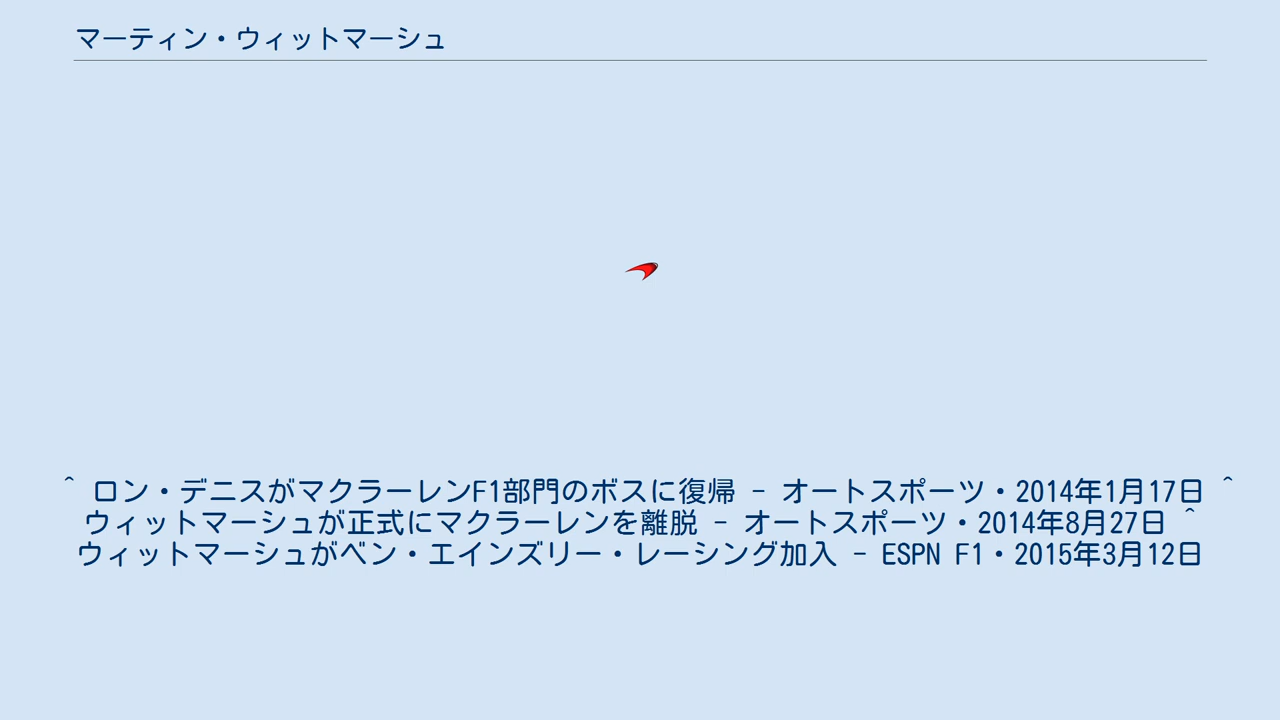 マーティン・ウィットマーシュ
^ ロン・デニスがマクラーレンF1部門のボスに復帰 - オートスポーツ・2014年1月17日 ^
ウィットマーシュが正式にマクラーレンを離脱 - オートスポーツ・2014年8月27日 ^
ウィットマーシュがベン・エインズリー・レーシング加入 - ESPN F1・2015年3月12日